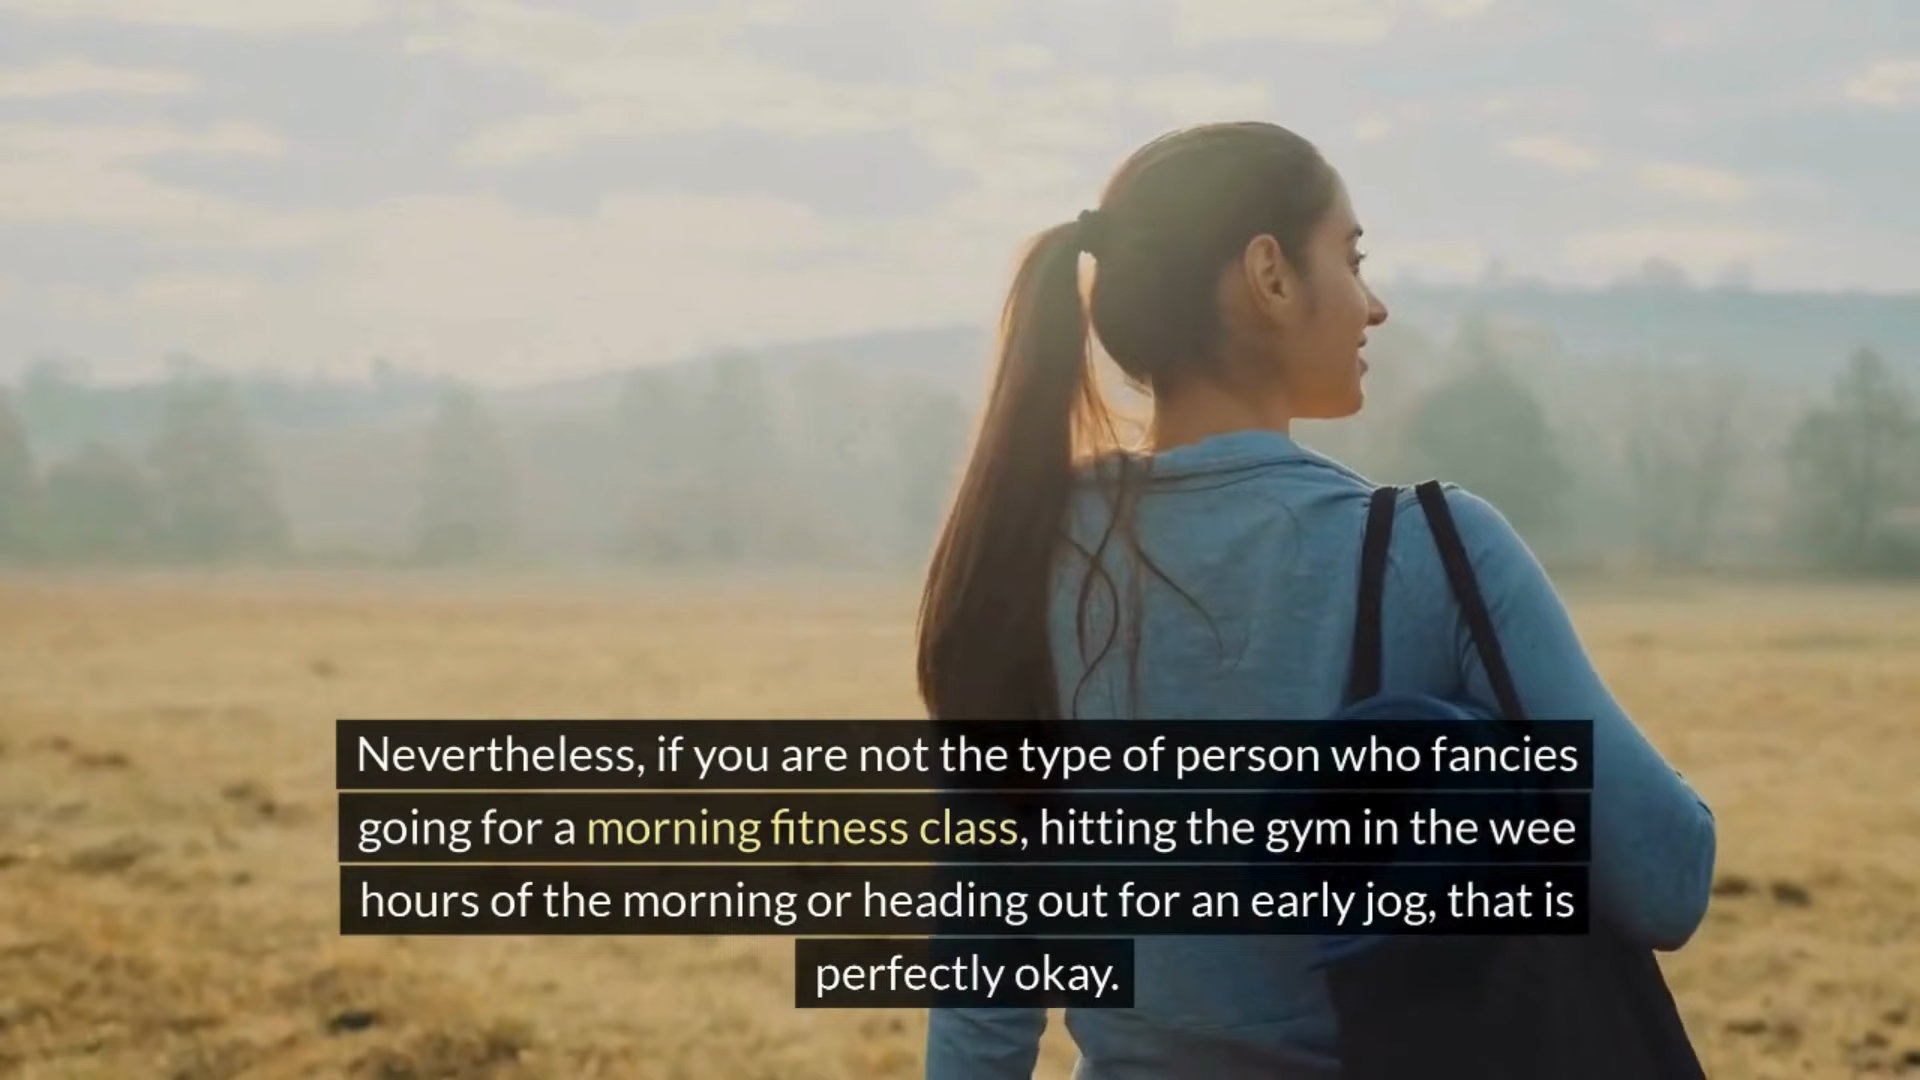 Nevertheless, if you are not the type of person who fancies
going for a morning fitness class, hitting the gym in the wee
hours of the morning or heading out for an early jog, that is
perfectly okay.